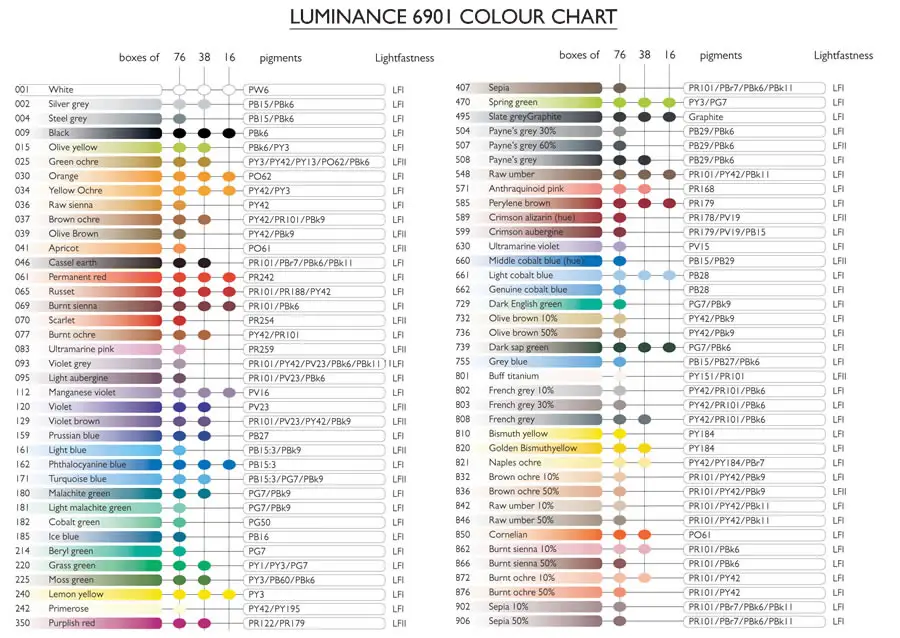 LUMINANCE 6901 COLOUR CHART
boxes of 76 38 16 pigments Lightfastness
001 White PW6 LFI
002 Silver grey PB15/PBk6 LFI
004 Steel grey PB15/PBk6 LFI
009 Black PBk6 LFI
015 Olive yellow PBk6/PY3 LFI
025 Green ochre PY3/PY42/PY13/PO62/PBk6 LFII
030 Orange PO62 LFI
034 Yellow Ochre PY42/PY3 LFI
036 Raw sienna PY42 LFI
037 Brown ochre PY42/PR101/PBk9 LFI
039 Olive Brown PY42/PBk9 LFII
041 Apricot PO61 LFII
046 Cassel earth PR101/PBr7/PBk6/PBk11 LFI
061 Permanent red PR242 LFI
065 Russet PR101/PR188/PY42 LFI
069 Burnt sienna PR101/PBk6 LFI
070 Scarlet PR254 LFII
077 Burnt ochre PY42/PR101 LFI
083 Ultramarine pink PR259 LFII
093 Violet grey PR101/PY42/PV23/PBk6/PBk11 LFI
095 Light aubergine PR101/PV23/PBk6 LFI
112 Manganese violet PV16 LFI
120 Violet PV23 LFII
129 Violet brown PR101/PV23/PY42/PBk9 LFII
159 Prussian blue PB27 LFI
161 Light blue PB15:3/PBk9 LFII
162 Phthalocyanine blue PB15:3 LFI
171 Turquoise blue PB15:3/PG7/PBk9 LFII
180 Malachite green PG7/PBk9 LFI
181 Light malachite green PG7/PBk9 LFI
182 Cobalt green PG50 LFI
185 Ice blue PB16 LFI
214 Beryl green PG7 LFI
220 Grass green PY1/PY3/PG7 LFI
225 Moss green PY3/PB60/PBk6 LFI
240 Lemon yellow PY3 LFI
242 Primerose PY42/PY195 LFI
350 Purplish red PR122/PR179 LFII
boxes of 76 38 16 pigments Lightfastness
407 Sepia PR101/PBr7/PBk6/PBk11 LFI
470 Spring green PY3/PG7 LFI
495 Slate greyGraphite Graphite LFI
504 Payne's grey 30% PB29/PBk6 LFI
507 Payne's grey 60% PB29/PBk6 LFII
508 Payne's grey PB29/PBk6 LFI
548 Raw umber PR101/PY42/PBk11 LFI
571 Anthraquinoid pink PR168 LFI
585 Perylene brown PR179 LFI
589 Crimson alizarin (hue) PR178/PV19 LFII
599 Crimson aubergine PR179/PV19/PB15 LFI
630 Ultramarine violet PV15 LFI
660 Middle cobalt blue (hue) PB15/PB29 LFI
661 Light cobalt blue PB28 LFI
662 Genuine cobalt blue PB28 LFI
729 Dark English green PG7/PBk9 LFI
732 Olive brown 10% PY42/PBk9 LFI
736 Olive brown 50% PY42/PBk9 LFI
739 Dark sap green PG7/PBk6 LFI
755 Grey blue PB15/PB27/PBk6 LFI
801 Buff titanium PY151/PR101 LFII
802 French grey 10% PY42/PR101/PBk6 LFI
803 French grey 30% PY42/PR101/PBk6 LFI
808 French grey PY42/PR101/PBk6 LFI
810 Bismuth yellow PY184 LFI
820 Golden Bismuthyellow PY184 LFI
821 Naples ochre PY42/PY184/PBr7 LFI
832 Brown ochre 10% PR101/PY42/PBk9 LFI
836 Brown ochre 50% PR101/PY42/PBk9 LFII
842 Raw umber 10% PR101/PY42/PBk11 LFI
846 Raw umber 50% PR101/PY42/PBk11 LFI
850 Cornelian PO61 LFI
862 Burnt sienna 10% PR101/PBk6 LFI
866 Burnt sienna 50% PR101/PBk6 LFI
872 Burnt ochre 10% PR101/PY42 LFI
876 Burnt ochre 50% PR101/PY42 LFI
902 Sepia 10% PR101/PBr7/PBk6/PBk11 LFI
906 Sepia 50% PR101/PBr7/PBk6/PBk11 LFI